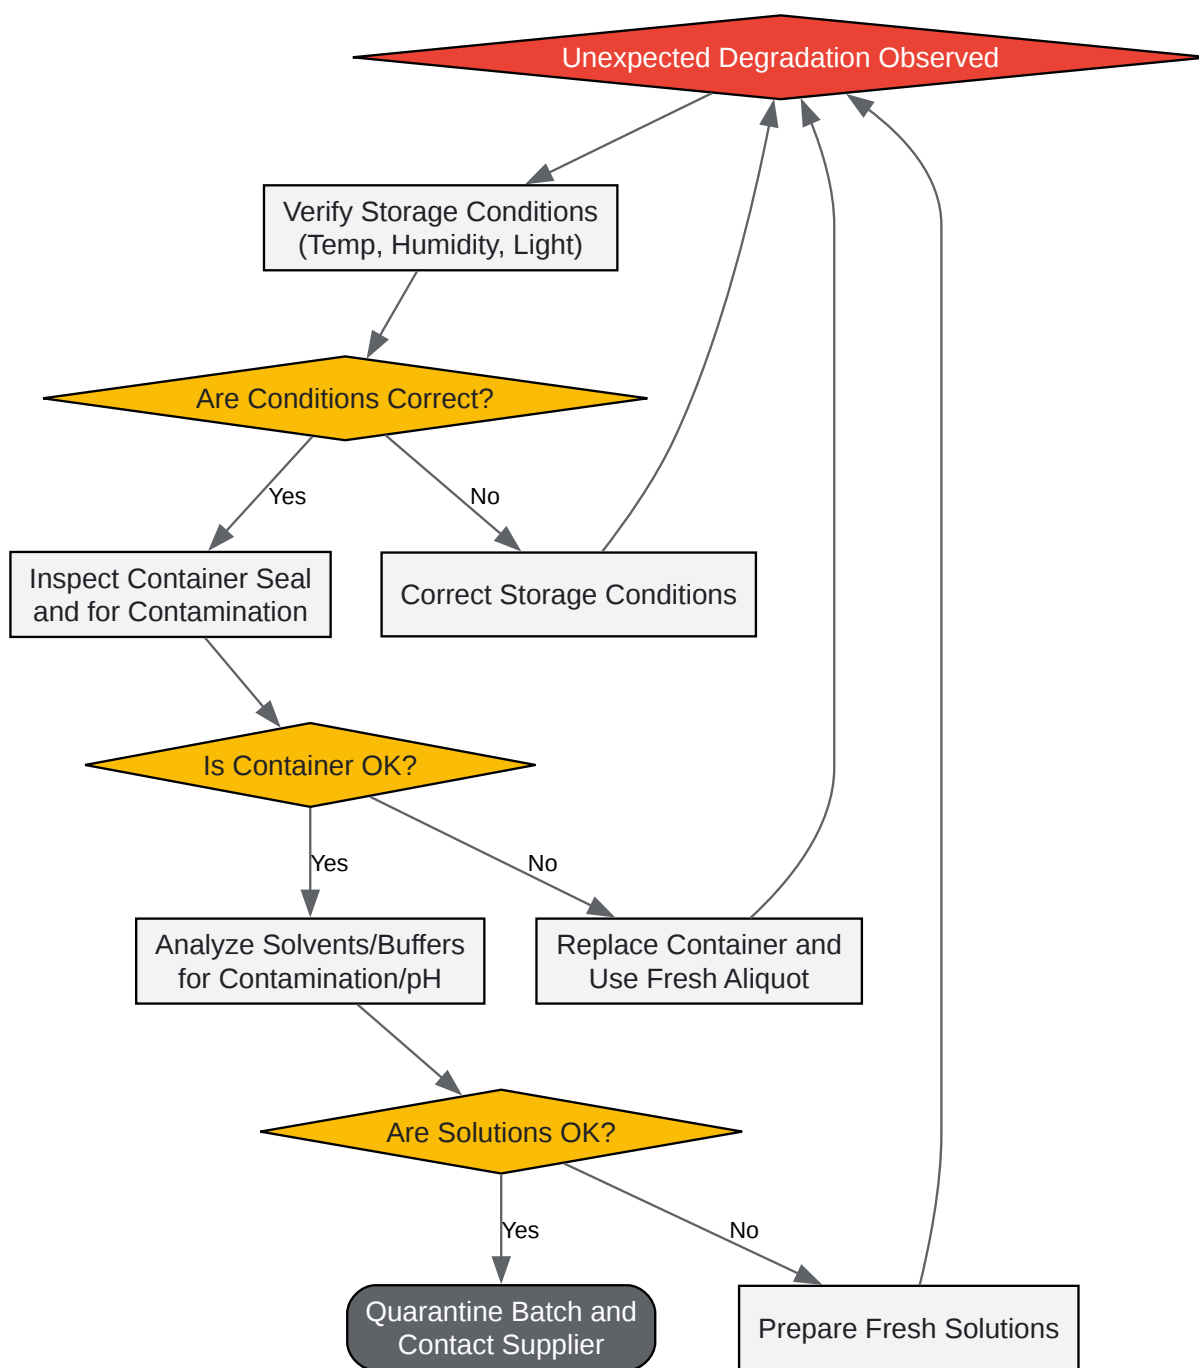 Unexpected Degradation Observed
Verify Storage Conditions
(Temp, Humidity, Light)
Are Conditions Correct?
Yes
No
Inspect Container Seal
and for Contamination
Correct Storage Conditions
Is Container OK?
Yes
No
Analyze Solvents/Buffers
for Contamination/pH
Replace Container and
Use Fresh Aliquot
Are Solutions OK?
Yes
No
Quarantine Batch and
Contact Supplier
Prepare Fresh Solutions